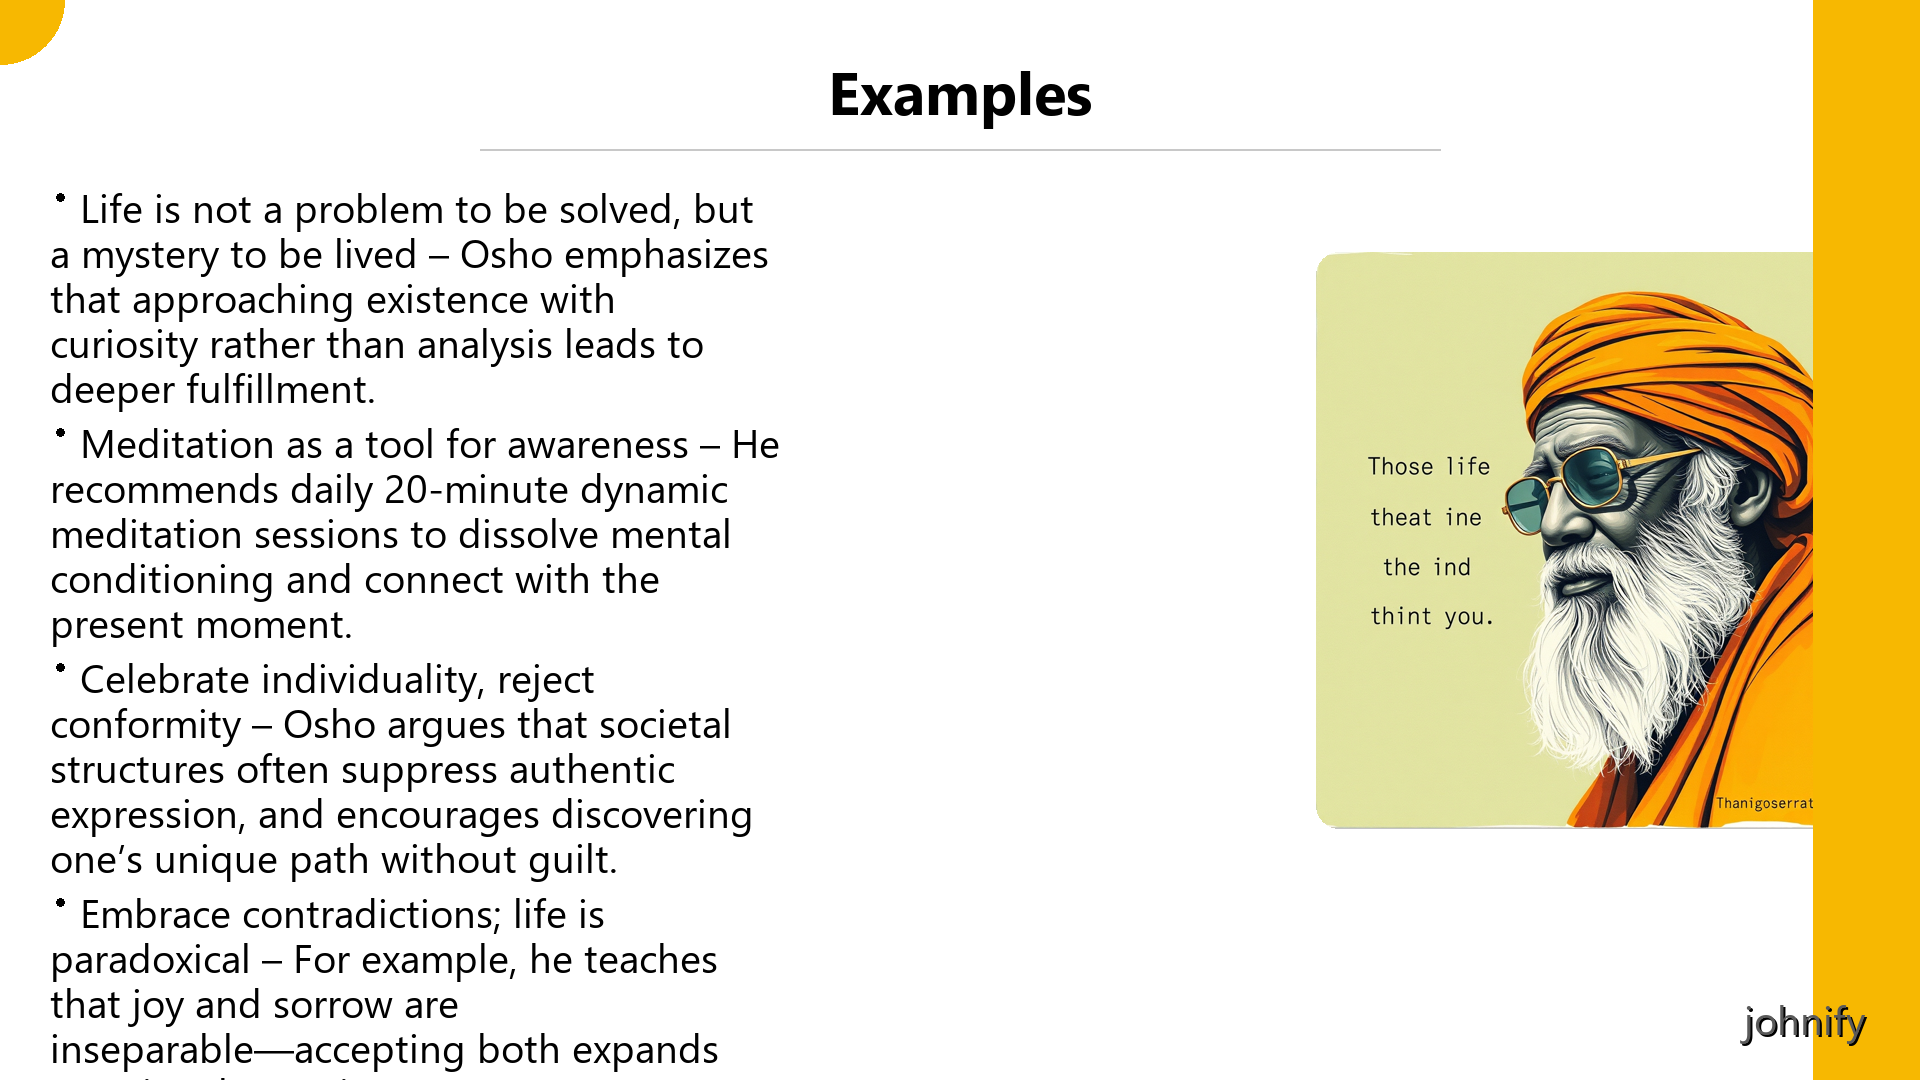 Examples
• Life is not a problem to be solved, but
a mystery to be lived – Osho emphasizes
that approaching existence with
curiosity rather than analysis leads to
deeper fulfillment.
• Meditation as a tool for awareness – He
recommends daily 20-minute dynamic
meditation sessions to dissolve mental
conditioning and connect with the
present moment.
• Celebrate individuality, reject
conformity – Osho argues that societal
structures often suppress authentic
expression, and encourages discovering
one’s unique path without guilt.
• Embrace contradictions; life is
paradoxical – For example, he teaches
that joy and sorrow are
inseparable—accepting both expands
Those life
theat ine
the ind
thint you.
Thanigoserrat
johnify